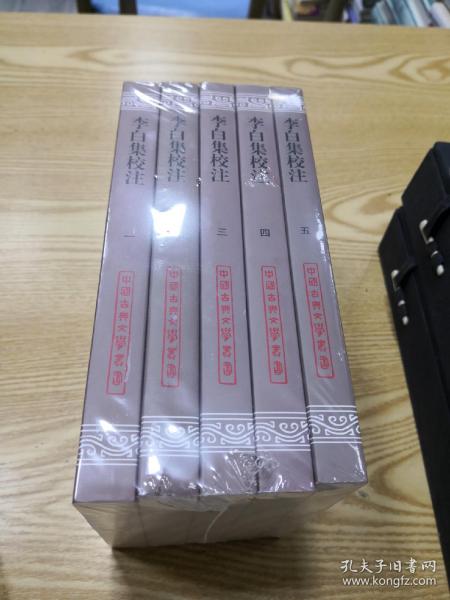 李白集校注
一
中國古典文學叢書
李白集校注
中國古典文學叢書
李白集校注
三
中國古典文學叢書
李白集校注
四
中國古典文學叢書
李白集校注
五
中國古典文學叢書
孔夫子旧书网
www.kongfz.com